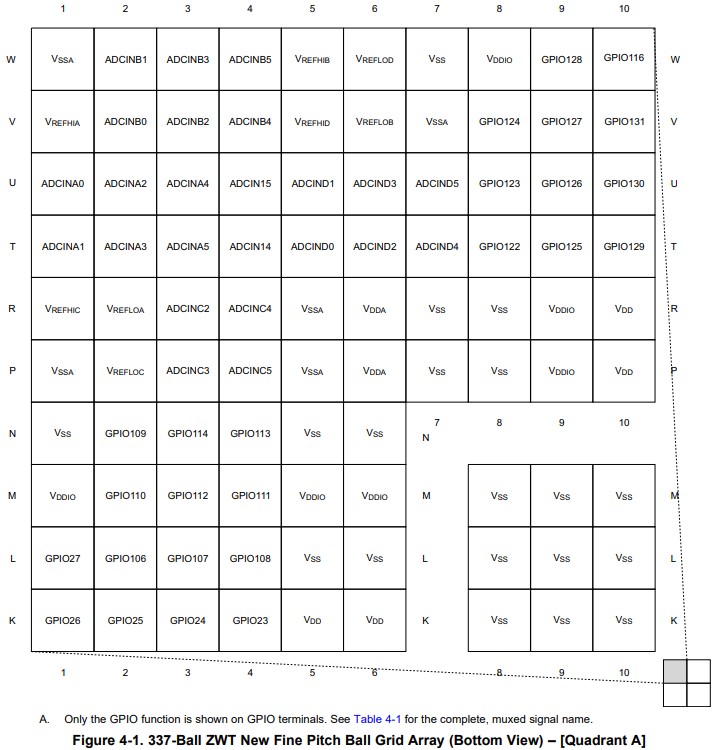 1 2 3 4 5 6 7 8 9 10
W VSSA ADCINB1 ADCINB3 ADCINB5 VREFHIB VREFLOD VSS VDDIO GPIO128 GPIO116 W
V VREFHIA ADCINB0 ADCINB2 ADCINB4 VREFHID VREFLOB VSSA GPIO124 GPIO127 GPIO131 V
U ADCINA0 ADCINA2 ADCINA4 ADCIN15 ADCIND1 ADCIND3 ADCIND5 GPIO123 GPIO126 GPIO130 U
T ADCINA1 ADCINA3 ADCINA5 ADCIN14 ADCIND0 ADCIND2 ADCIND4 GPIO122 GPIO125 GPIO129 T
R VREFHIC VREFLOA ADCINC2 ADCINC4 VSSA VDDA VSS VSS VDDIO VDD R
P VSSA VREFLOC ADCINC3 ADCINC5 VSSA VDDA VSS VSS VDDIO VDD P
7 8 9 10
N VSS GPIO109 GPIO114 GPIO113 VSS VSS N
M VDDIO GPIO110 GPIO112 GPIO111 VDDIO VDDIO M VSS VSS VSS M
L GPIO27 GPIO106 GPIO107 GPIO108 VSS VSS L VSS VSS VSS L
K GPIO26 GPIO25 GPIO24 GPIO23 VDD VDD K VSS VSS VSS K
1 2 3 4 5 6 8 9 10
A. Only the GPIO function is shown on GPIO terminals. See Table 4-1 for the complete, muxed signal name.
Figure 4-1. 337-Ball ZWT New Fine Pitch Ball Grid Array (Bottom View) – [Quadrant A]